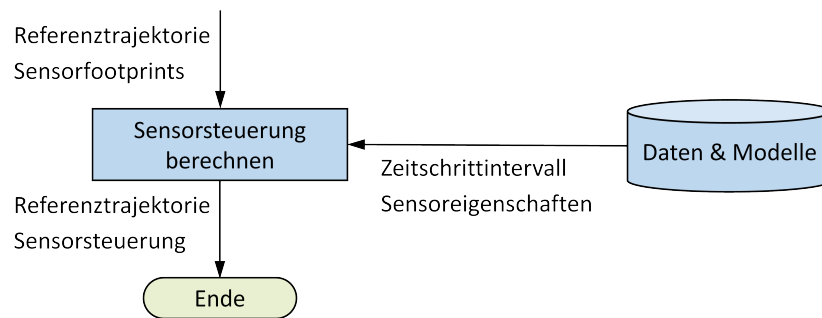 Referenztrajektorie
Sensorfootprints
Sensorsteuerung
berechnen
Daten & Modelle
Zeitschrittintervall
Sensoreigenschaften
Referenztrajektorie
Sensorsteuerung
Ende